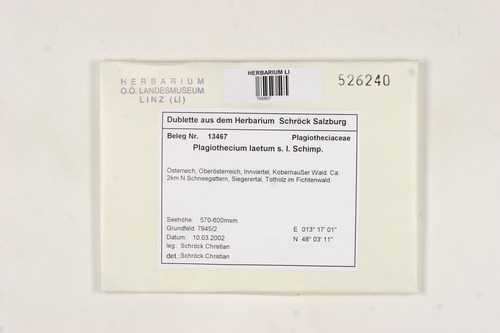 HERBARIUM
O.Ö. LANDESMUSEUM
LINZ (LI)
HERBARIUM LI
766807
526240
Dublette aus dem Herbarium Schröck Salzburg
Beleg Nr. 13467 Plagiotheciaceae
Plagiothecium laetum s. l. Schimp.
Österreich, Oberösterreich, Innviertel, Kobernaußer Wald. Ca.
2km N Schneegattern, Siegerertal, Totholz im Fichtenwald.
Seehöhe: 570-600msm
Grundfeld: 7945/2 E 013° 17' 01"
Datum: 10.03.2002 N 48° 03' 11"
leg.: Schröck Christian
det.: Schröck Christian